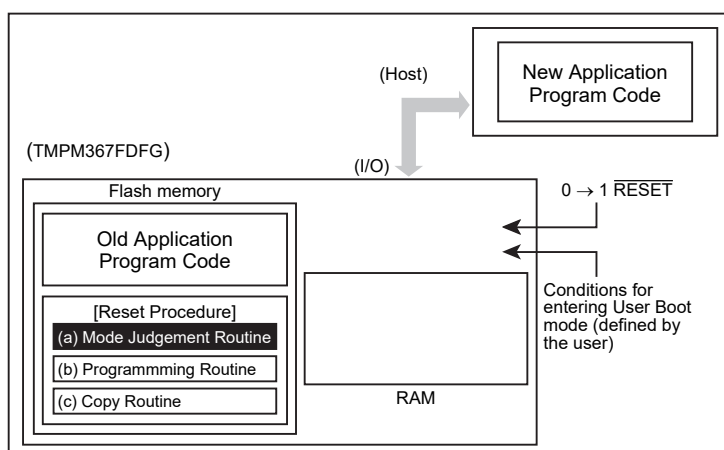 New Application
Program Code
(Host)
(TMPM367FDFG)
(I/O)
Flash memory
0 → 1 RESET
Old Application
Program Code
Conditions for
entering User Boot
mode (defined by
the user)
[Reset Procedure]
(a) Mode Judgement Routine
(b) Programmming Routine
(c) Copy Routine
RAM